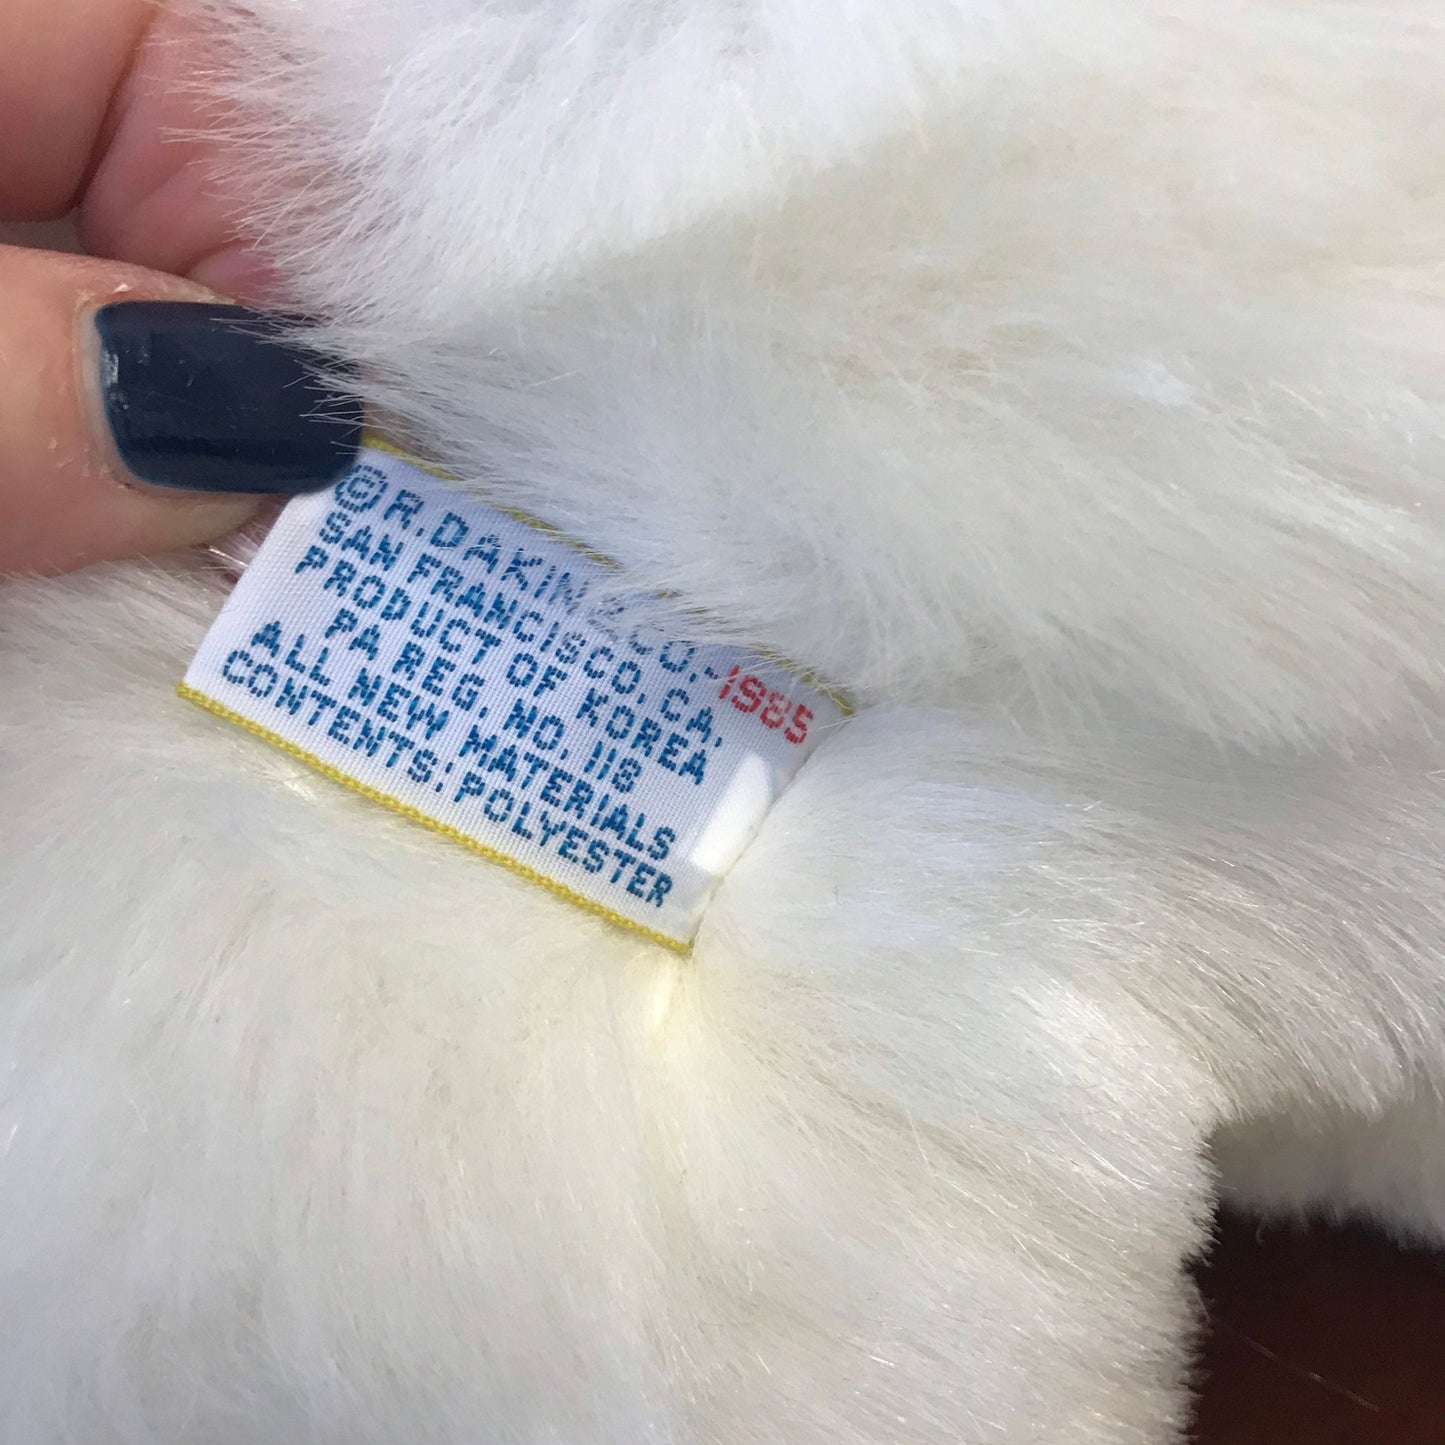 © R. DAKIN & CO.-1985
SAN FRANCISCO, CA.
PRODUCT OF KOREA
PA REG. NO. 118
ALL NEW MATERIALS
CONTENTS: POLYESTER